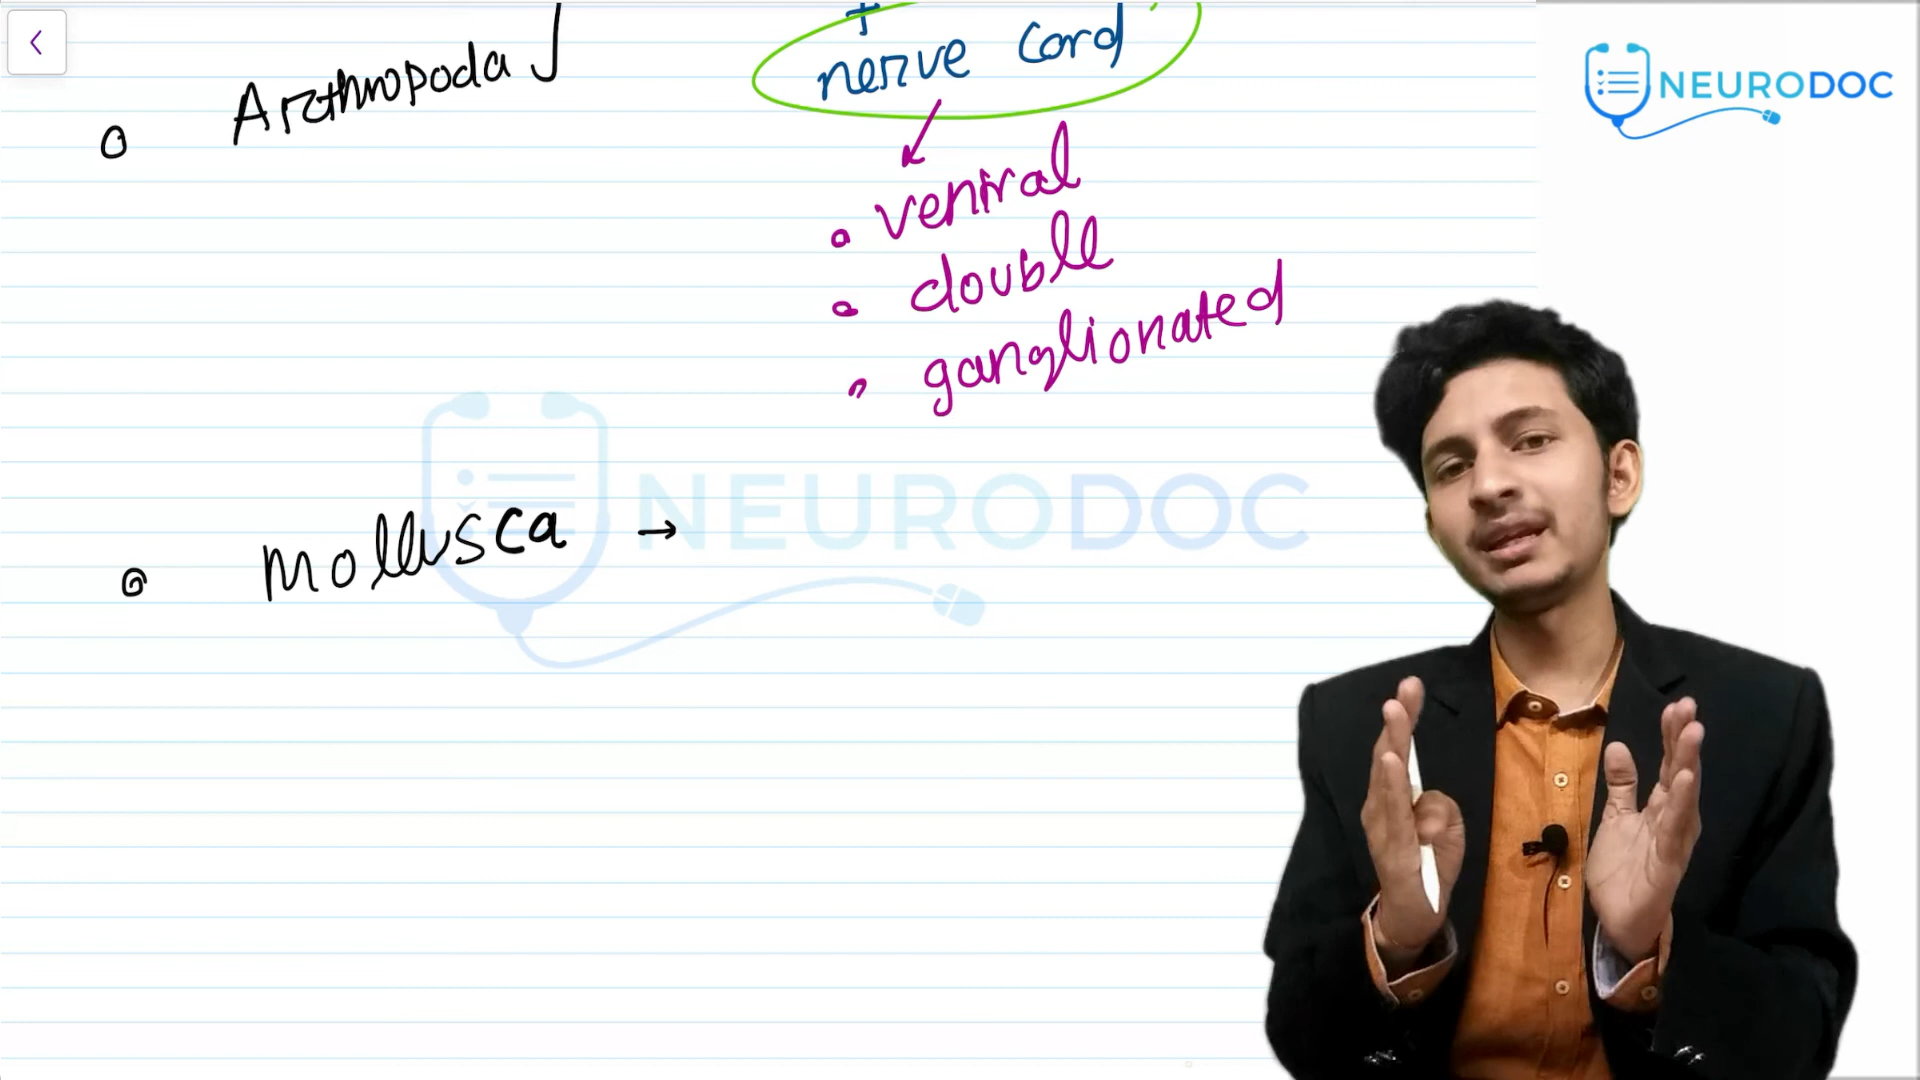 nerve cord
Arthropoda
NEURODOC
ventral
double
ganglionated
NEURODOC
Mollusca →